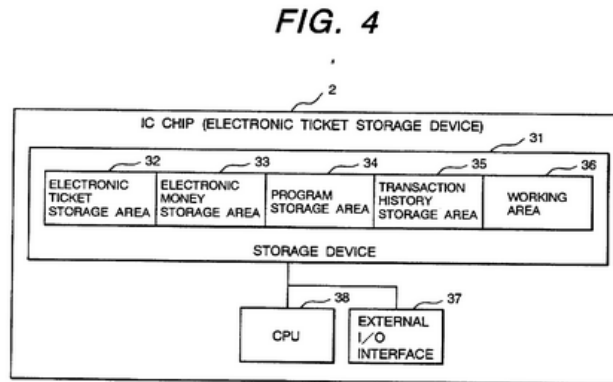 FIG. 4
2
IC CHIP (ELECTRONIC TICKET STORAGE DEVICE)
31
32 33 34 35 36
ELECTRONIC
TICKET
STORAGE AREA
ELECTRONIC
MONEY
STORAGE AREA
PROGRAM
STORAGE AREA
TRANSACTION
HISTORY
STORAGE AREA
WORKING
AREA
STORAGE DEVICE
38 37
CPU
EXTERNAL
I/O
INTERFACE